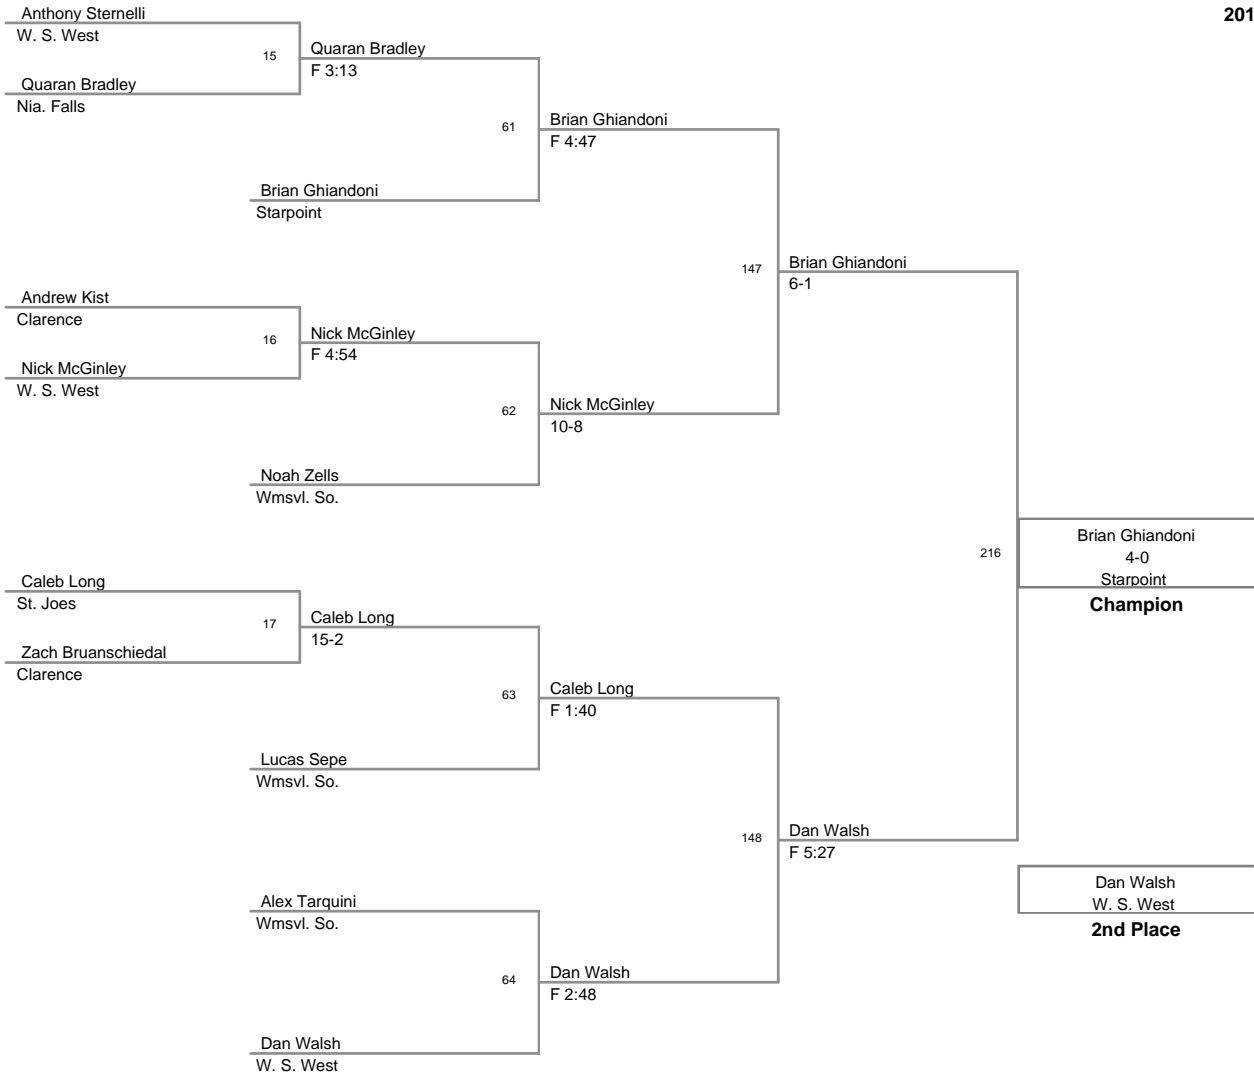 Anthony Sternelli
W. S. West
201
15
Quaran Bradley
F 3:13
Quaran Bradley
Nia. Falls
61
Brian Ghiandoni
F 4:47
Brian Ghiandoni
Starpoint
147
Brian Ghiandoni
6-1
Andrew Kist
Clarence
16
Nick McGinley
F 4:54
Nick McGinley
W. S. West
62
Nick McGinley
10-8
Noah Zells
Wmsvl. So.
216
Brian Ghiandoni
4-0
Starpoint
Champion
Caleb Long
St. Joes
17
Caleb Long
15-2
Zach Bruanschiedal
Clarence
63
Caleb Long
F 1:40
Lucas Sepe
Wmsvl. So.
148
Dan Walsh
F 5:27
Alex Tarquini
Wmsvl. So.
Dan Walsh
W. S. West
2nd Place
64
Dan Walsh
F 2:48
Dan Walsh
W. S. West